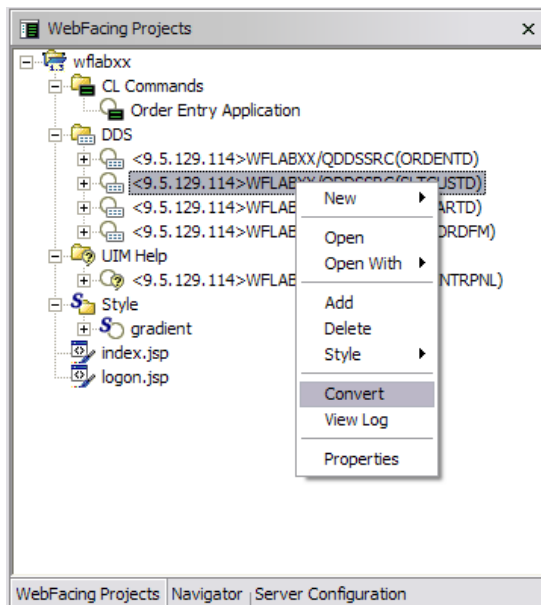 WebFacing Projects
wflabxx
CL Commands
Order Entry Application
DDS
<9.5.129.114>WFLABXX/QDDSSRC(ORDENTD)
<9.5.129.114>WFLABXX/QDDSSRC(SLTCUSTD)
<9.5.129.114>WFLAB ARTD)
<9.5.129.114>WFLAB ORDFM)
UIM Help
<9.5.129.114>WFLAB NTRPNL)
Style
gradient
index.jsp
logon.jsp
New
Open
Open With
Add
Delete
Style
Convert
View Log
Properties
WebFacing Projects Navigator Server Configuration